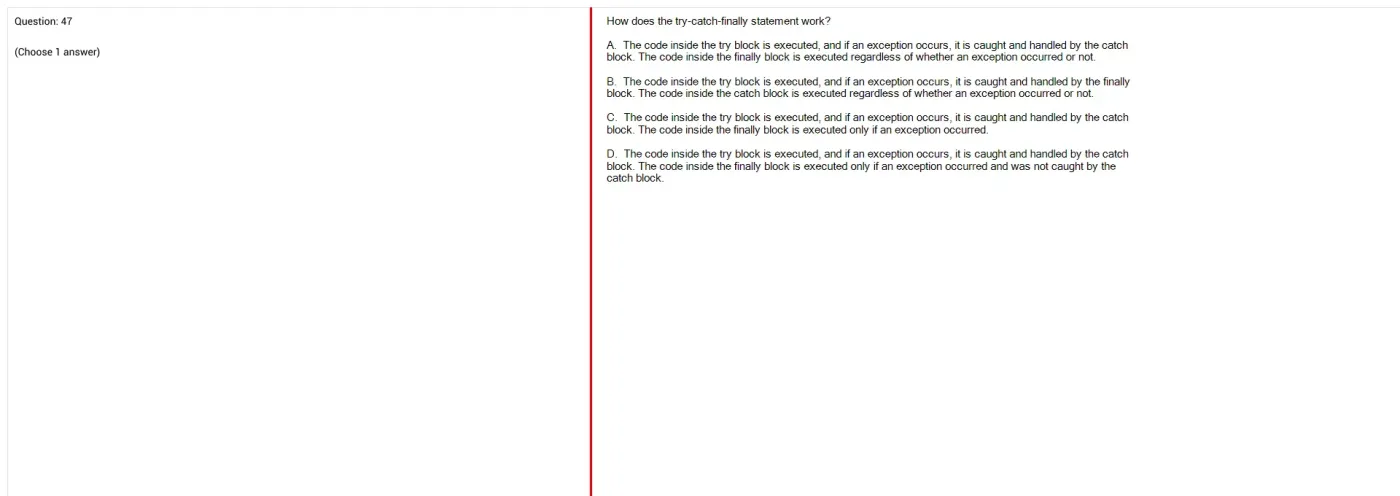 Question: 47
(Choose 1 answer)
How does the try-catch-finally statement work?
A. The code inside the try block is executed, and if an exception occurs, it is caught and handled by the catch
block. The code inside the finally block is executed regardless of whether an exception occurred or not.
B. The code inside the try block is executed, and if an exception occurs, it is caught and handled by the finally
block. The code inside the catch block is executed regardless of whether an exception occurred or not.
C. The code inside the try block is executed, and if an exception occurs, it is caught and handled by the catch
block. The code inside the finally block is executed only if an exception occurred.
D. The code inside the try block is executed, and if an exception occurs, it is caught and handled by the catch
block. The code inside the finally block is executed only if an exception occurred and was not caught by the
catch block.